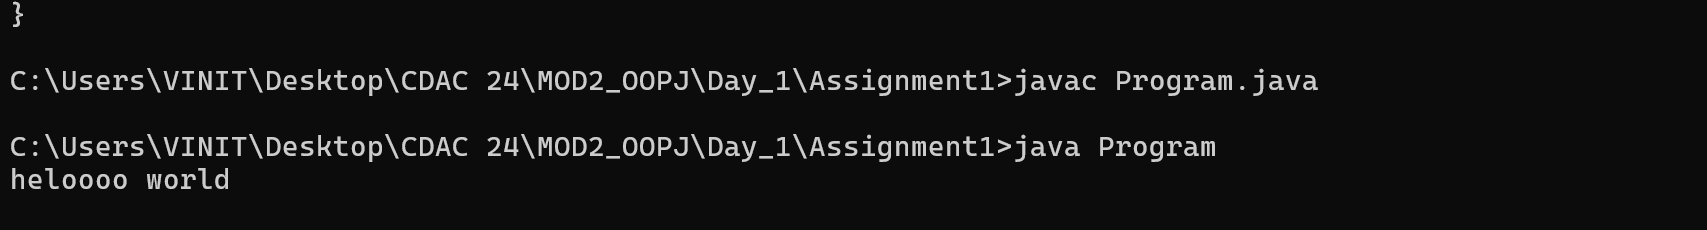 }
C:\Users\VINIT\Desktop\CDAC 24\MOD2_OOPJ\Day_1\Assignment1>javac Program.java
C:\Users\VINIT\Desktop\CDAC 24\MOD2_OOPJ\Day_1\Assignment1>java Program
heloooo world